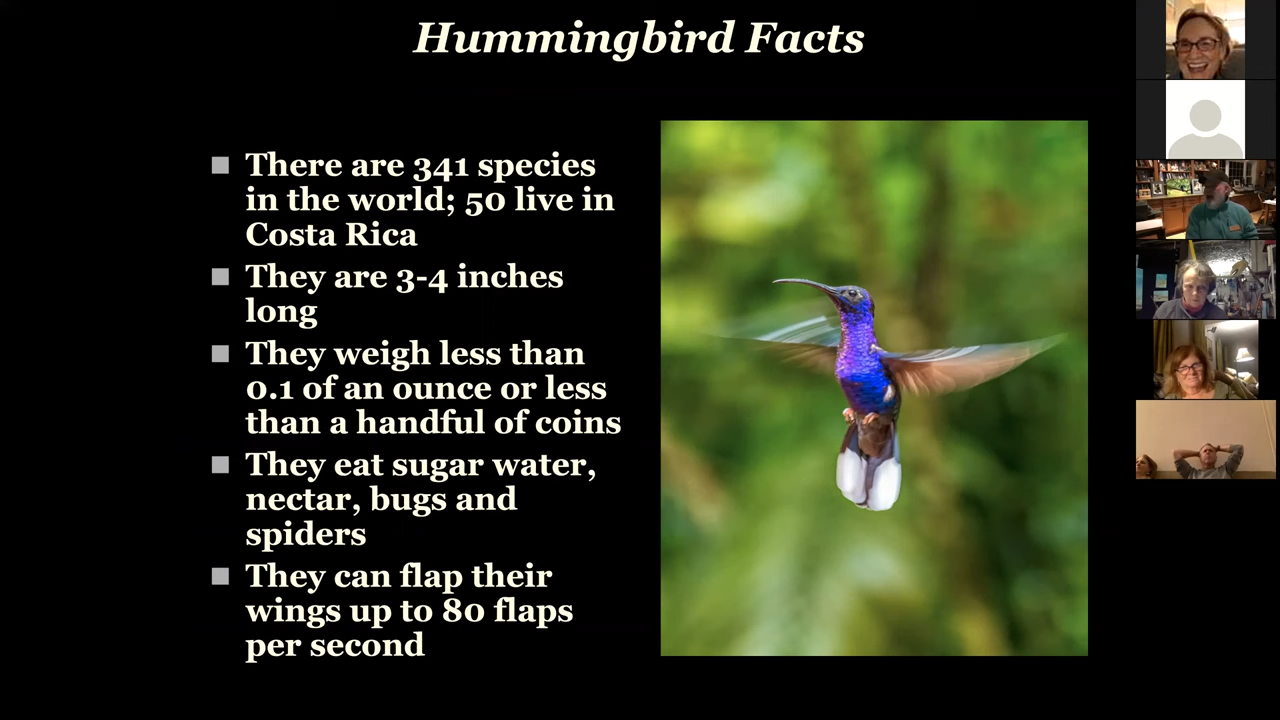 Hummingbird Facts
There are 341 species
in the world; 50 live in
Costa Rica
They are 3-4 inches
long
They weigh less than
0.1 of an ounce or less
than a handful of coins
They eat sugar water,
nectar, bugs and
spiders
They can flap their
wings up to 80 flaps
per second